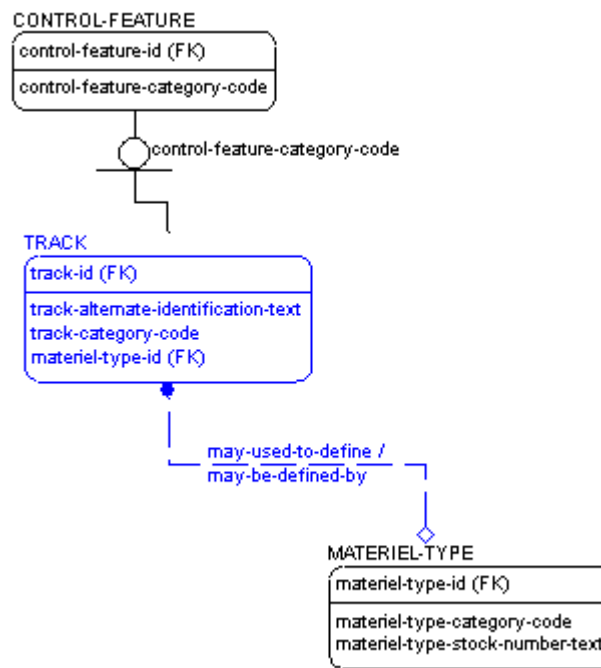 CONTROL-FEATURE
control-feature-id (FK)
control-feature-category-code
control-feature-category-code
TRACK
track-id (FK)
track-alternate-identification-text
track-category-code
materiel-type-id (FK)
may-used-to-define /
may-be-defined-by
MATERIEL-TYPE
materiel-type-id (FK)
materiel-type-category-code
materiel-type-stock-number-text